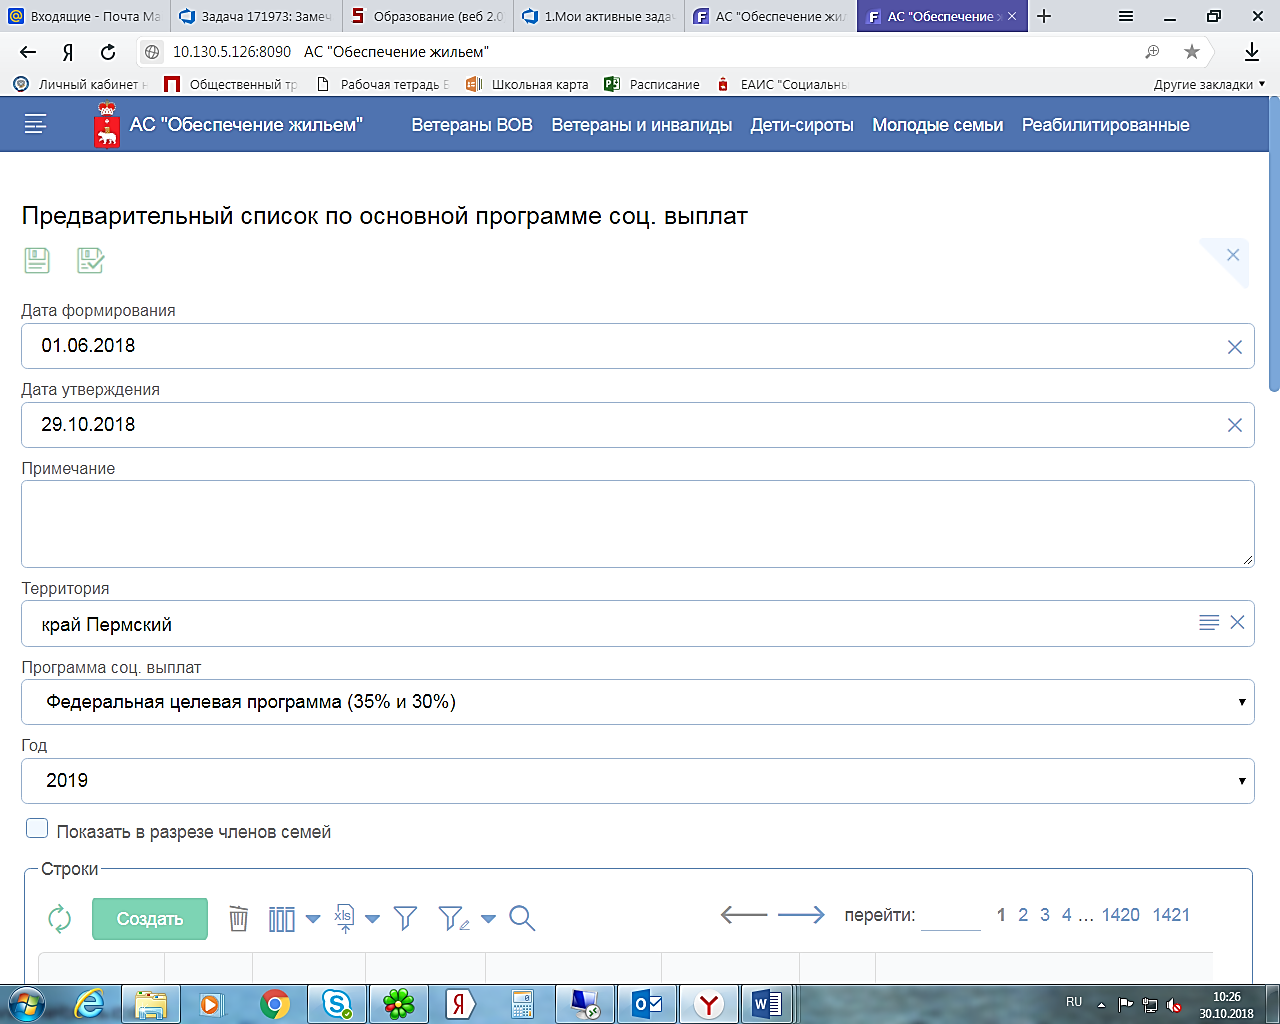 Входящие - Почта Ма
Задача 171973: Замеч
Образование (веб 2.0
1.Мои активные задач
АС "Обеспечение жил
АС "Обеспечение ж
10.130.5.126:8090 АС "Обеспечение жильем"
Личный кабинет н
Общественный тр
Рабочая тетрадь Б
Школьная карта
Расписание
ЕАИС "Социальны
Другие закладки
АС "Обеспечение жильем"
Ветераны ВОВ
Ветераны и инвалиды
Дети-сироты
Молодые семьи
Реабилитированные
Предварительный список по основной программе соц. выплат
Дата формирования
01.06.2018
Дата утверждения
29.10.2018
Примечание
Территория
край Пермский
Программа соц. выплат
Федеральная целевая программа (35% и 30%)
Год
2019
Показать в разрезе членов семей
Строки
Создать
xls
перейти:
1 2 3 4 ... 1420 1421
RU
10:26
30.10.2018